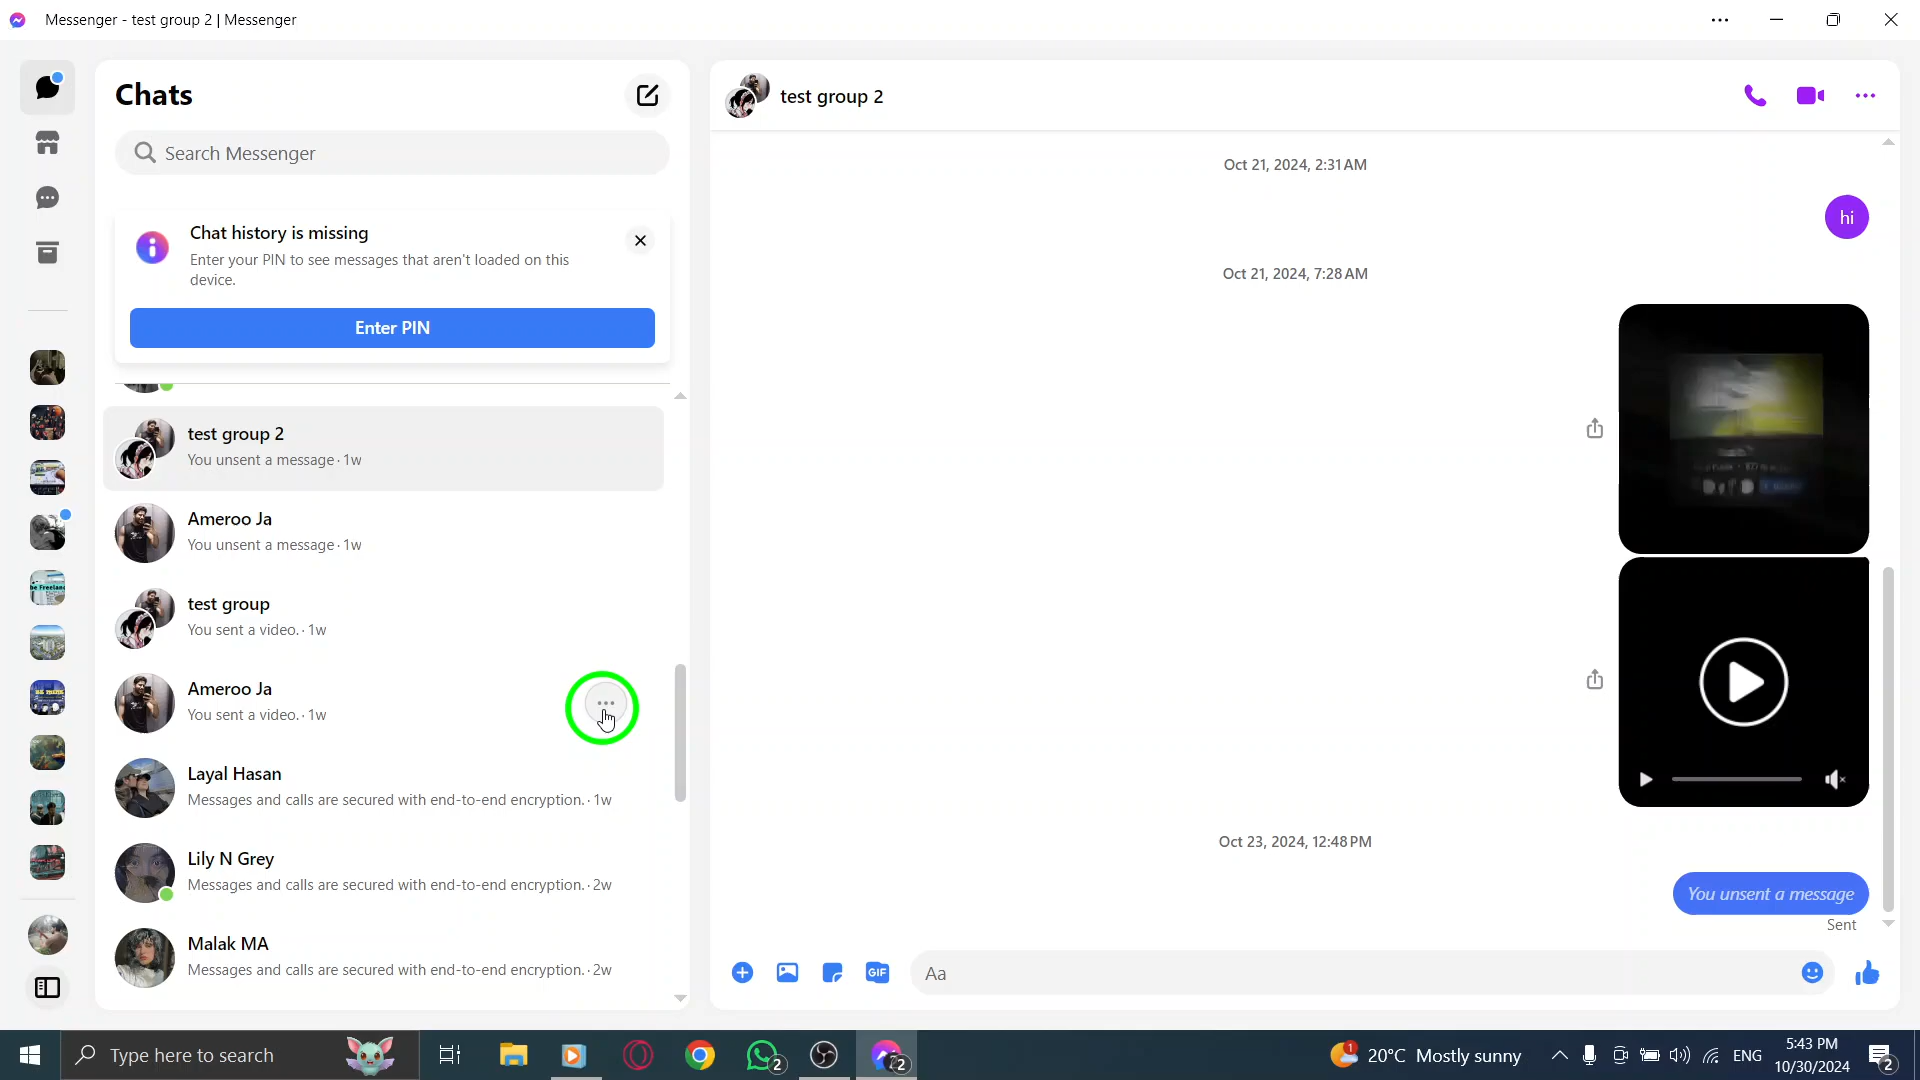 Messenger - test group 2 | Messenger
Chats
Search Messenger
Chat history is missing
Enter your PIN to see messages that aren't loaded on this
device.
Enter PIN
test group 2
You unsent a message · 1w
Ameroo Ja
You unsent a message · 1w
test group
You sent a video. · 1w
Ameroo Ja
You sent a video. · 1w
Layal Hasan
Messages and calls are secured with end-to-end encryption. · 1w
Lily N Grey
Messages and calls are secured with end-to-end encryption. · 2w
Malak MA
Messages and calls are secured with end-to-end encryption. · 2w
test group 2
Oct 21, 2024, 2:31 AM
hi
Oct 21, 2024, 7:28 AM
Oct 23, 2024, 12:48 PM
You unsent a message
Sent
GIF
Aa
Type here to search
2
2
1
20°C Mostly sunny
ENG
5:43 PM
10/30/2024
2